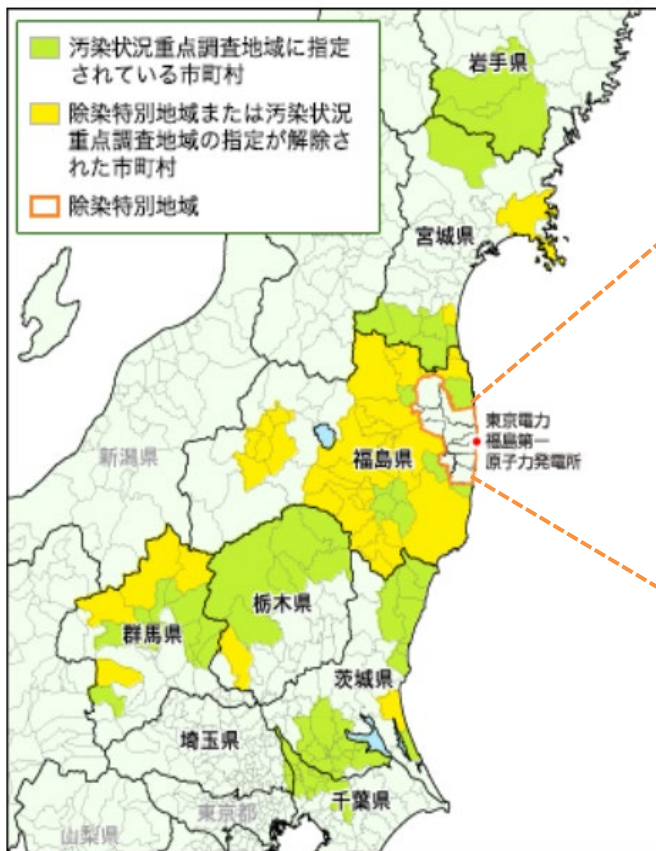 汚染状況重点調査地域に指定
されている市町村
除染特別地域または汚染状況
重点調査地域の指定が解除さ
れた市町村
除染特別地域
岩手県
宮城県
東京電力
福島第一
原子力発電所
新潟県
福島県
栃木県
群馬県
茨城県
埼玉県
東京都
千葉県
山梨県